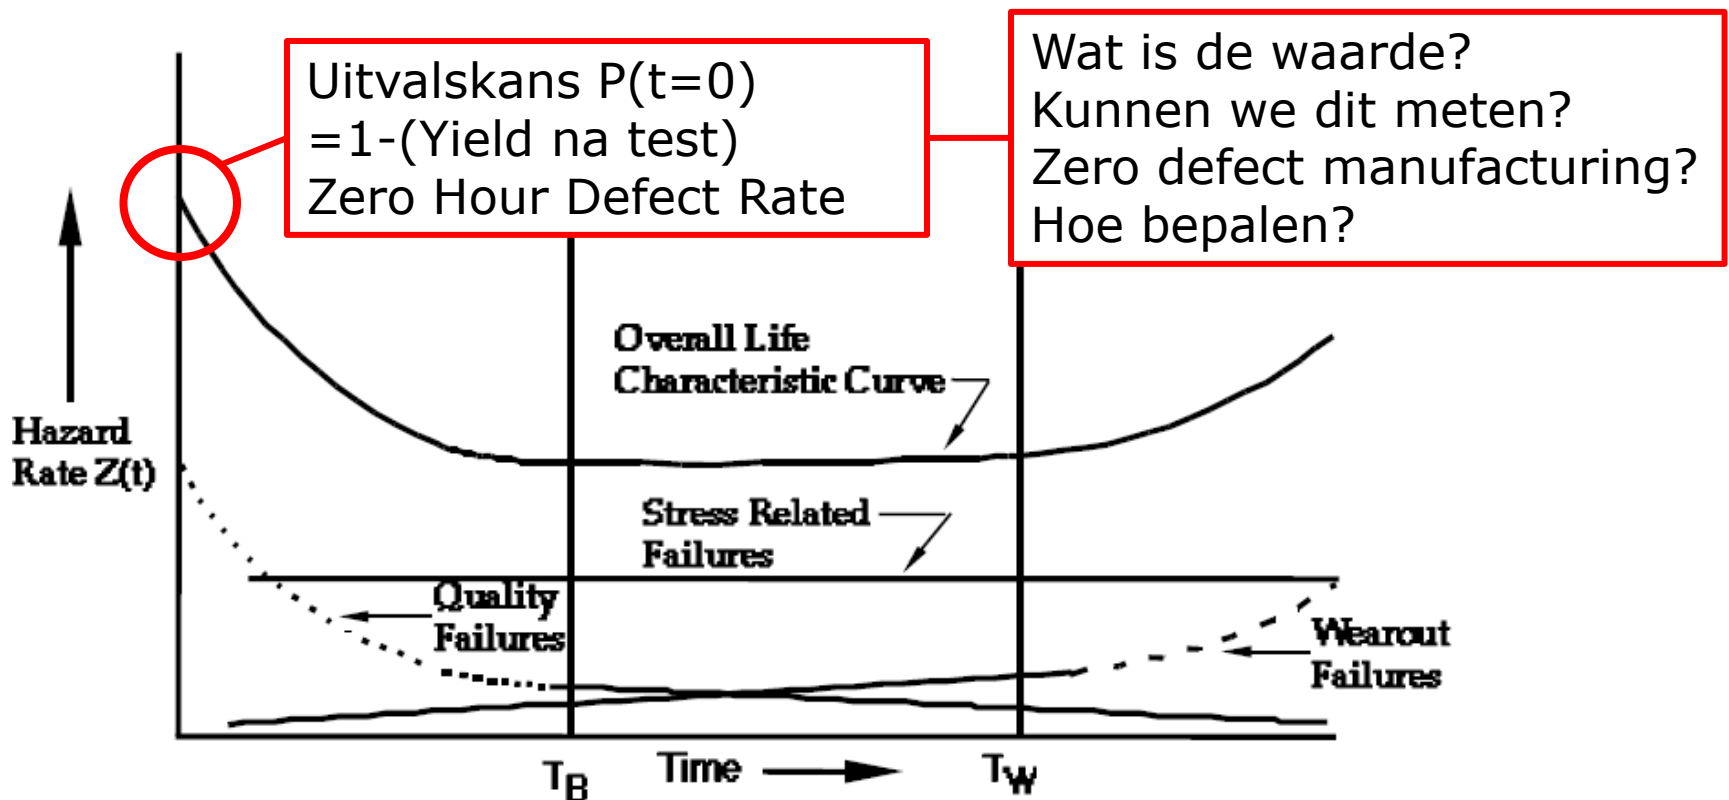 Uitvalskans P(t=0)
=1-(Yield na test)
Zero Hour Defect Rate
Wat is de waarde?
Kunnen we dit meten?
Zero defect manufacturing?
Hoe bepalen?
Overall Life
Characteristic Curve
Hazard
Rate Z(t)
Stress Related
Failures
Quality
Failures
Wearout
Failures
TB
Time
TW